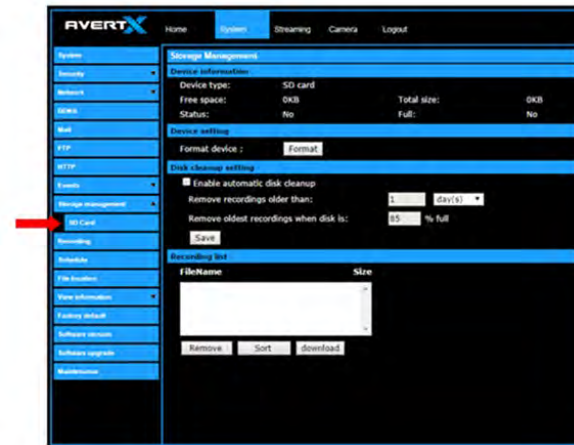 AVERTX
Home System Streaming Camera Logout
System
Security
Network
DDNS
Mail
FTP
HTTP
Events
Storage management
SD Card
Recording
Schedule
File location
View information
Factory default
Software version
Software upgrade
Maintenance
Storage Management
Device information
Device type: SD card
Free space: 0KB Total size: 0KB
Status: No Full: No
Device setting
Format device : Format
Disk cleanup setting
Enable automatic disk cleanup
Remove recordings older than: 1 day(s)
Remove oldest recordings when disk is: 85 % full
Save
Recording list
FileName Size
Remove Sort download